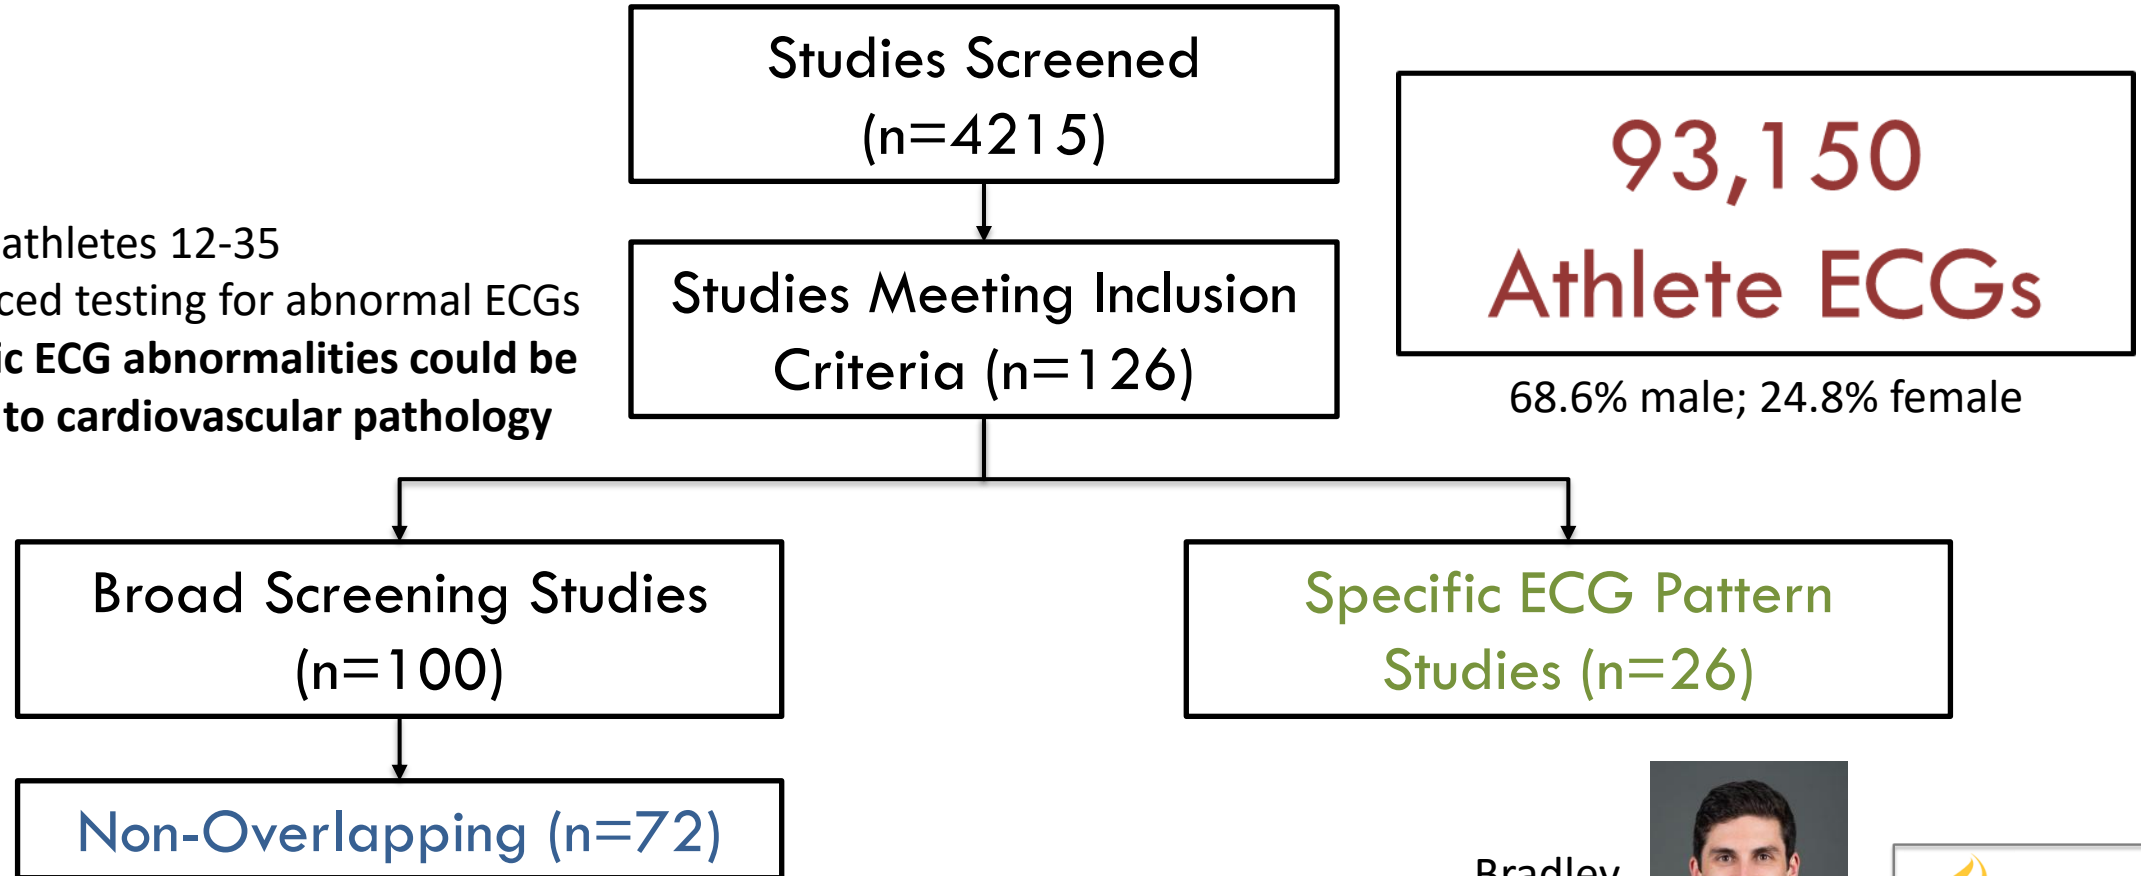 Studies Screened
(n=4215)
93,150
Athlete ECGs
68.6% male; 24.8% female
athletes 12-35
testing for abnormal ECGs
ECG abnormalities could be
to cardiovascular pathology
Studies Meeting Inclusion
Criteria (n=126)
Broad Screening Studies
(n=100)
Specific ECG Pattern
Studies (n=26)
Non-Overlapping (n=72)
Bradley